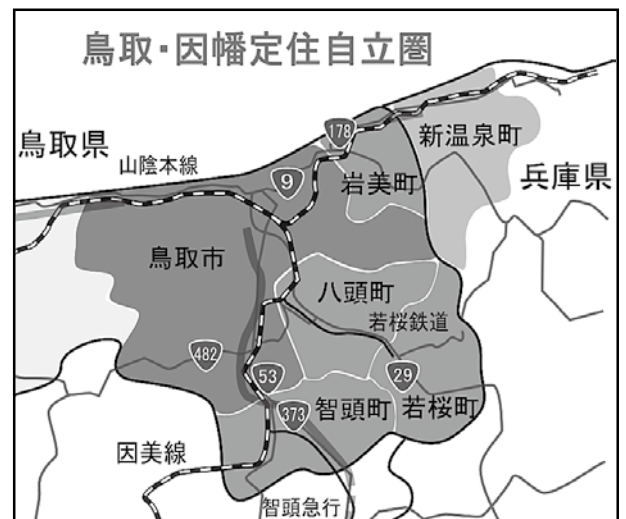 鳥取・因幡定住自立圏
178
新温泉町
鳥取県
山陰本線
9
岩美町
兵庫県
鳥取市
八頭町
若桜鉄道
482
53
29
373
智頭町
若桜町
因美線
智頭急行